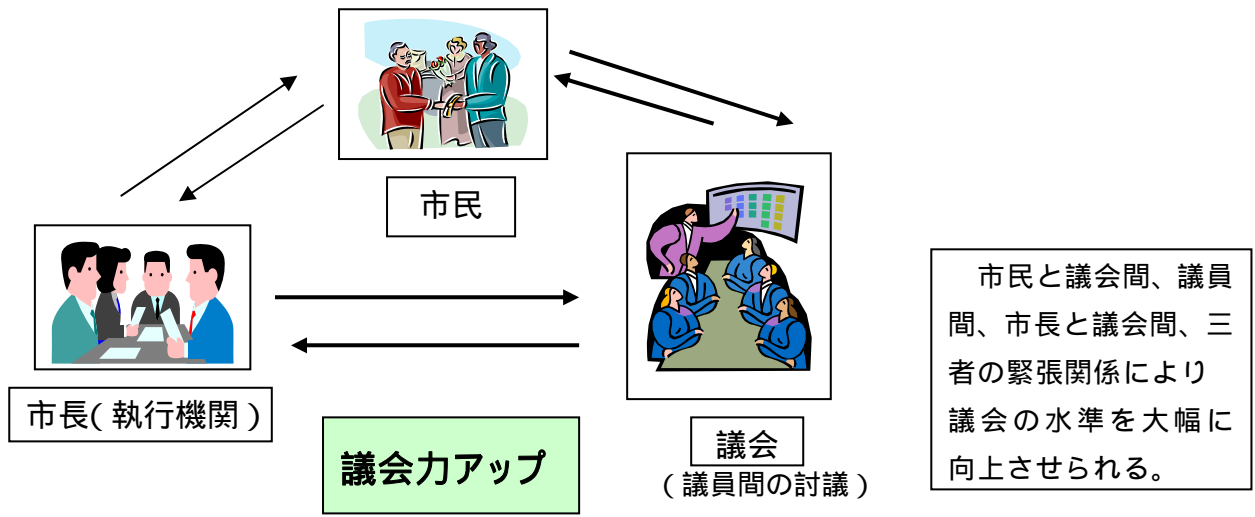 市民
市長(執行機関)
議会力アップ
議会
(議員間の討議)
市民と議会間、議員
間、市長と議会間、三
者の緊張関係により
議会の水準を大幅に
向上させられる。